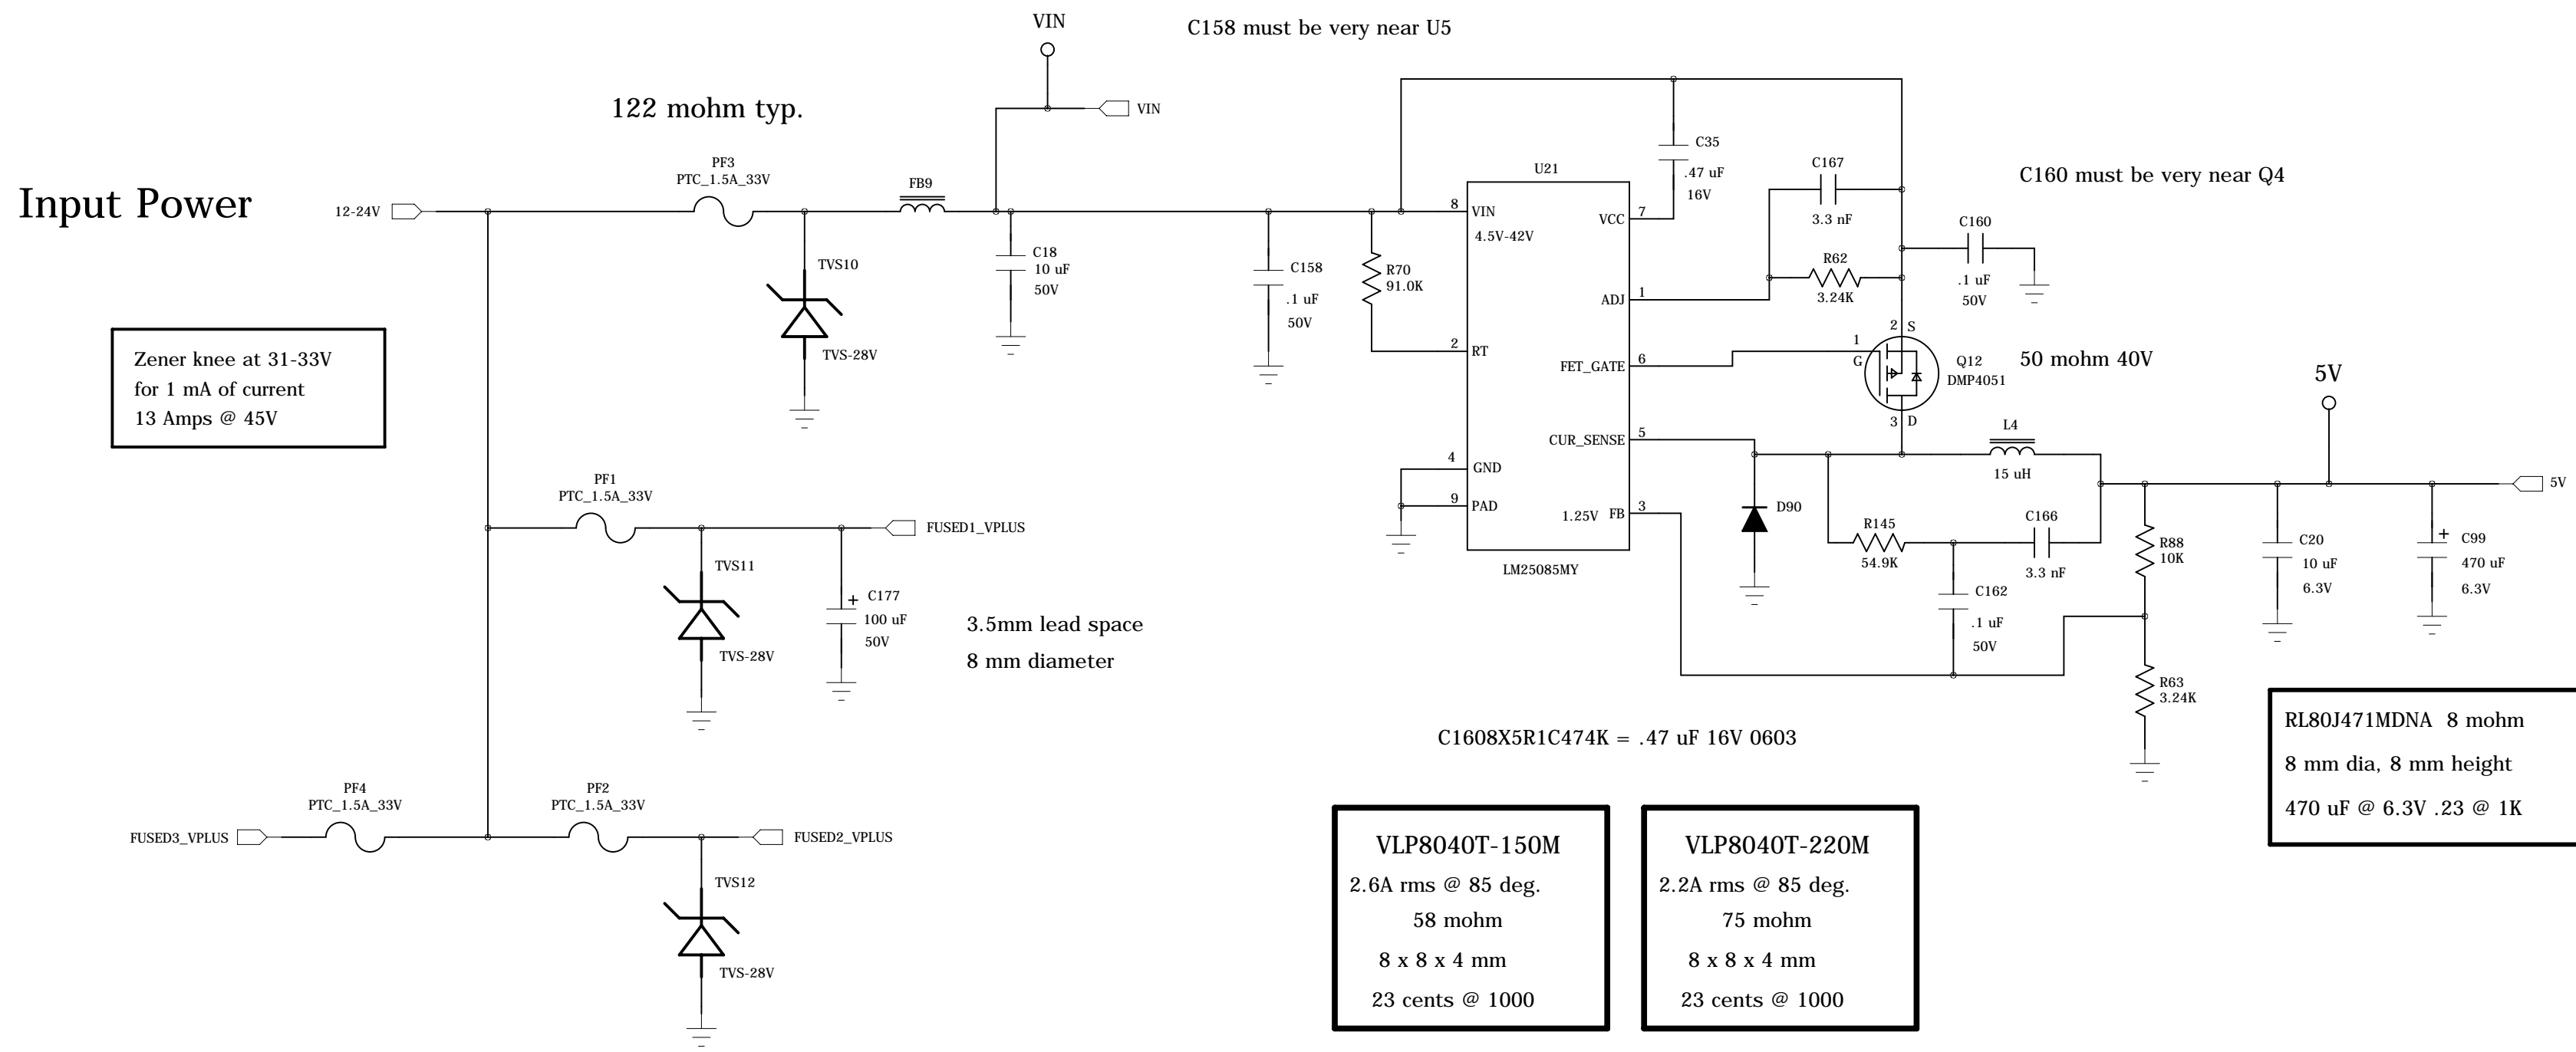 VIN
C158 must be very near U5
122 mohm typ.
VIN
Input Power
12-24V
PF3
PTC_1.5A_33V
FB9
TVS10
TVS-28V
C18
10 uF
50V
C158
.1 uF
50V
R70
91.0K
Zener knee at 31-33V
for 1 mA of current
13 Amps @ 45V
U21
8
VIN
4.5V-42V
2
RT
4
GND
9
PAD
VCC
7
ADJ
1
FET_GATE
6
CUR_SENSE
5
1.25V
FB
3
LM25085MY
C35
.47 uF
16V
C167
3.3 nF
R62
3.24K
C160 must be very near Q4
C160
.1 uF
50V
2
S
1
G
3
D
Q12
DMP4051
50 mohm 40V
L4
15 uH
5V
5V
D90
R145
54.9K
C166
3.3 nF
C162
.1 uF
50V
R88
10K
R63
3.24K
C20
10 uF
6.3V
+
C99
470 uF
6.3V
PF1
PTC_1.5A_33V
FUSED1_VPLUS
TVS11
TVS-28V
+
C177
100 uF
50V
3.5mm lead space
8 mm diameter
PF4
PTC_1.5A_33V
FUSED3_VPLUS
PF2
PTC_1.5A_33V
FUSED2_VPLUS
TVS12
TVS-28V
C1608X5R1C474K = .47 uF 16V 0603
RL80J471MDNA 8 mohm
8 mm dia, 8 mm height
470 uF @ 6.3V .23 @ 1K
VLP8040T-150M
2.6A rms @ 85 deg.
58 mohm
8 x 8 x 4 mm
23 cents @ 1000
VLP8040T-220M
2.2A rms @ 85 deg.
75 mohm
8 x 8 x 4 mm
23 cents @ 1000